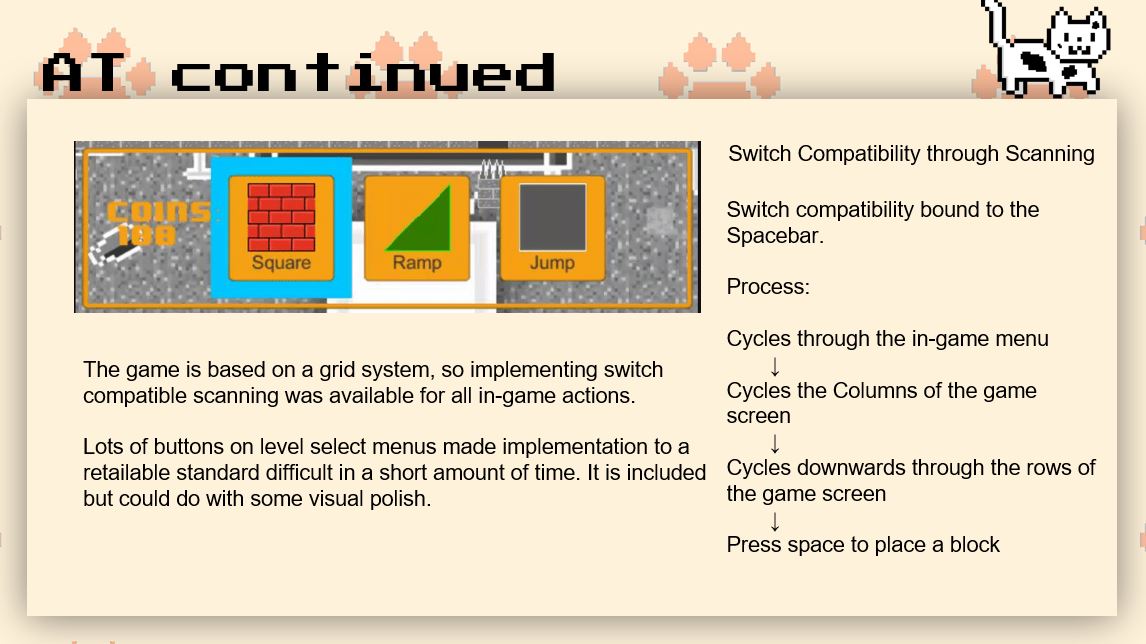 AT continued
COINS:
188
Square
Ramp
Jump
The game is based on a grid system, so implementing switch
compatible scanning was available for all in-game actions.
Lots of buttons on level select menus made implementation to a
retailable standard difficult in a short amount of time. It is included
but could do with some visual polish.
Switch Compatibility through Scanning
Switch compatibility bound to the
Spacebar.
Process:
Cycles through the in-game menu
↓
Cycles the Columns of the game
screen
↓
Cycles downwards through the rows of
the game screen
↓
Press space to place a block